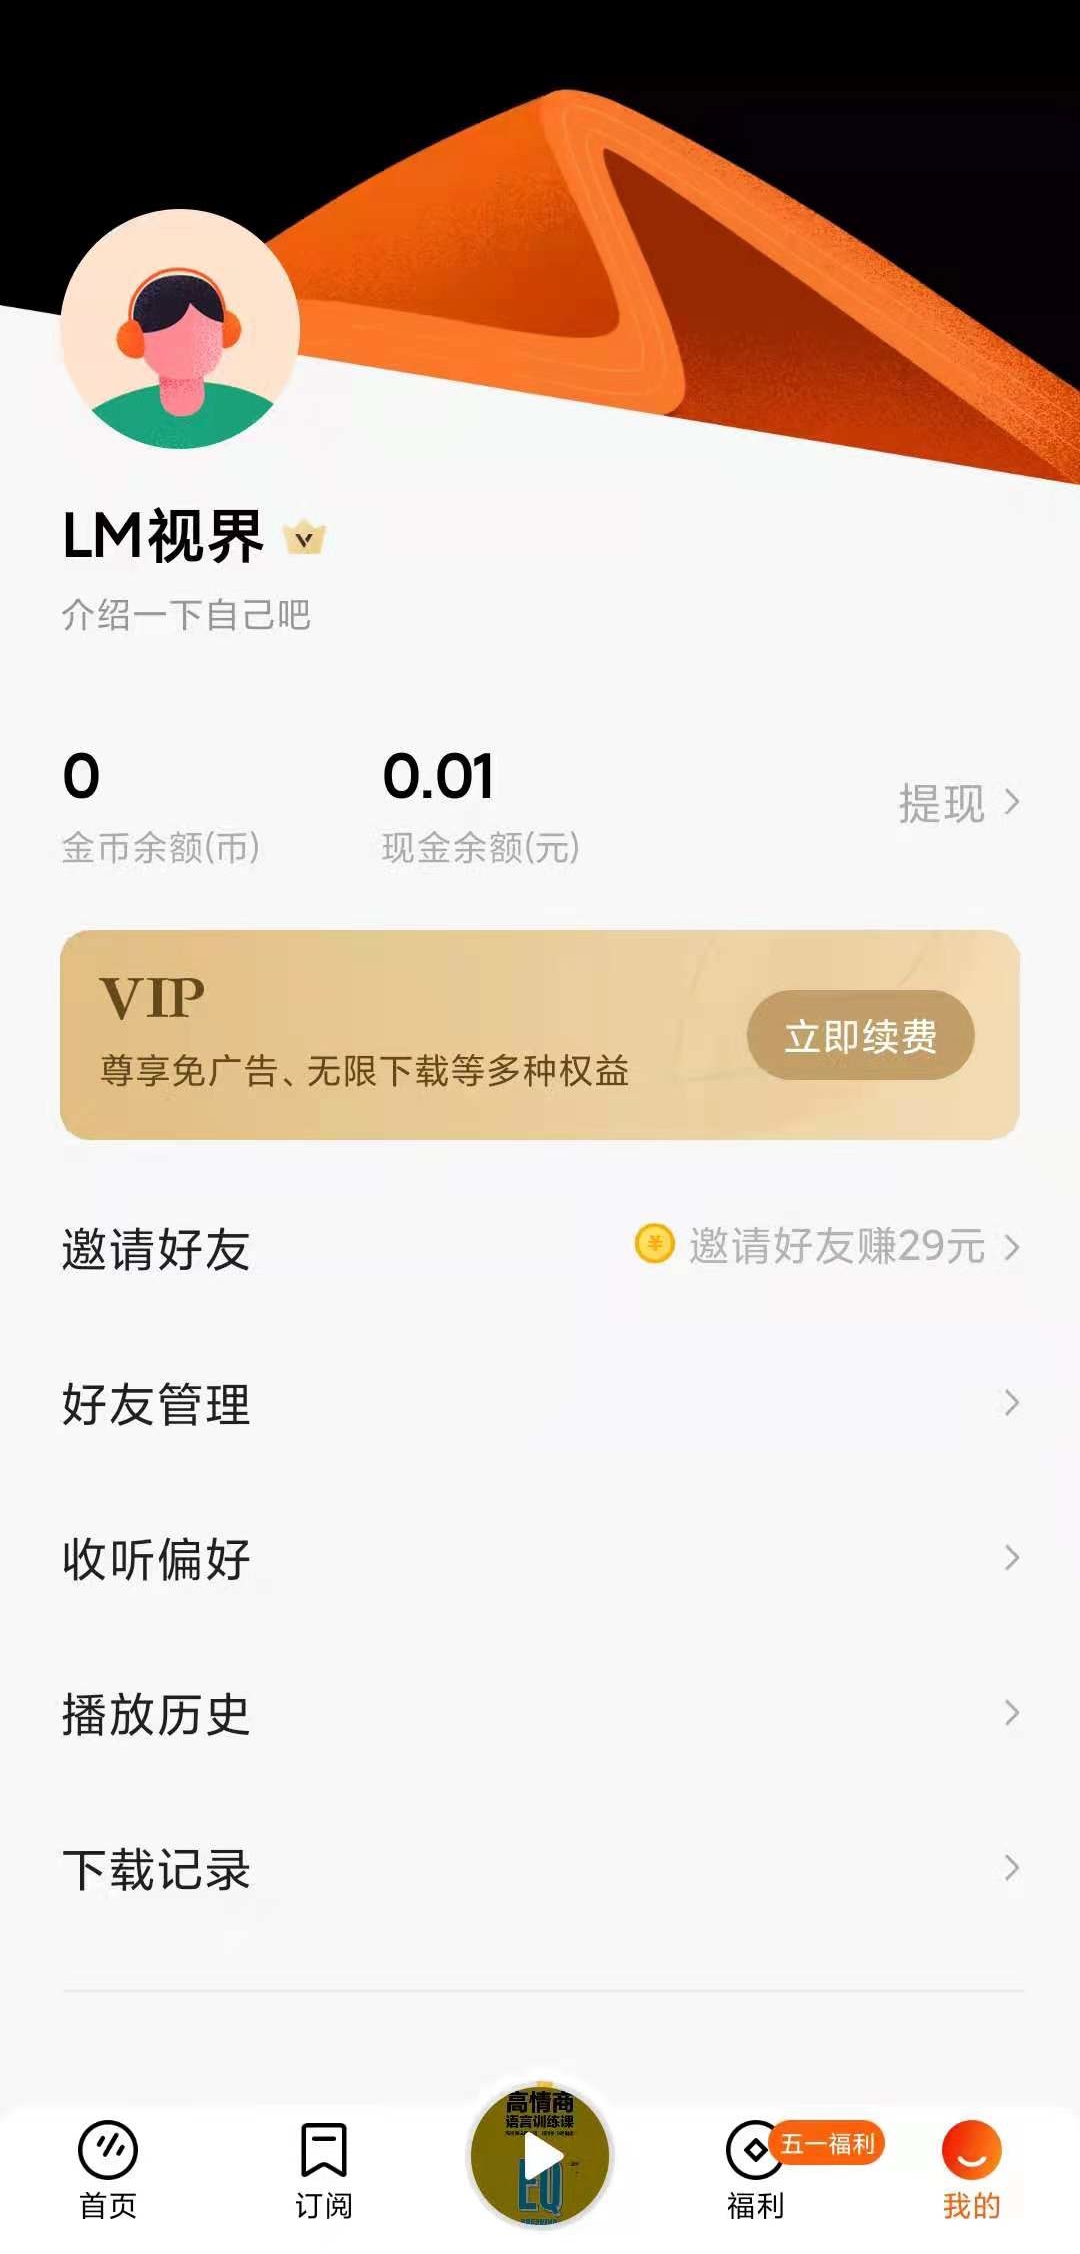 LM视界
介绍一下自己吧
0
0.01
金币余额(币)
现金余额(元)
提现
VIP
尊享免广告、无限下载等多种权益
立即续费
邀请好友
邀请好友赚29元
好友管理
收听偏好
播放历史
下载记录
高情商
语言训练课
EQ
五一福利
首页
订阅
福利
我的